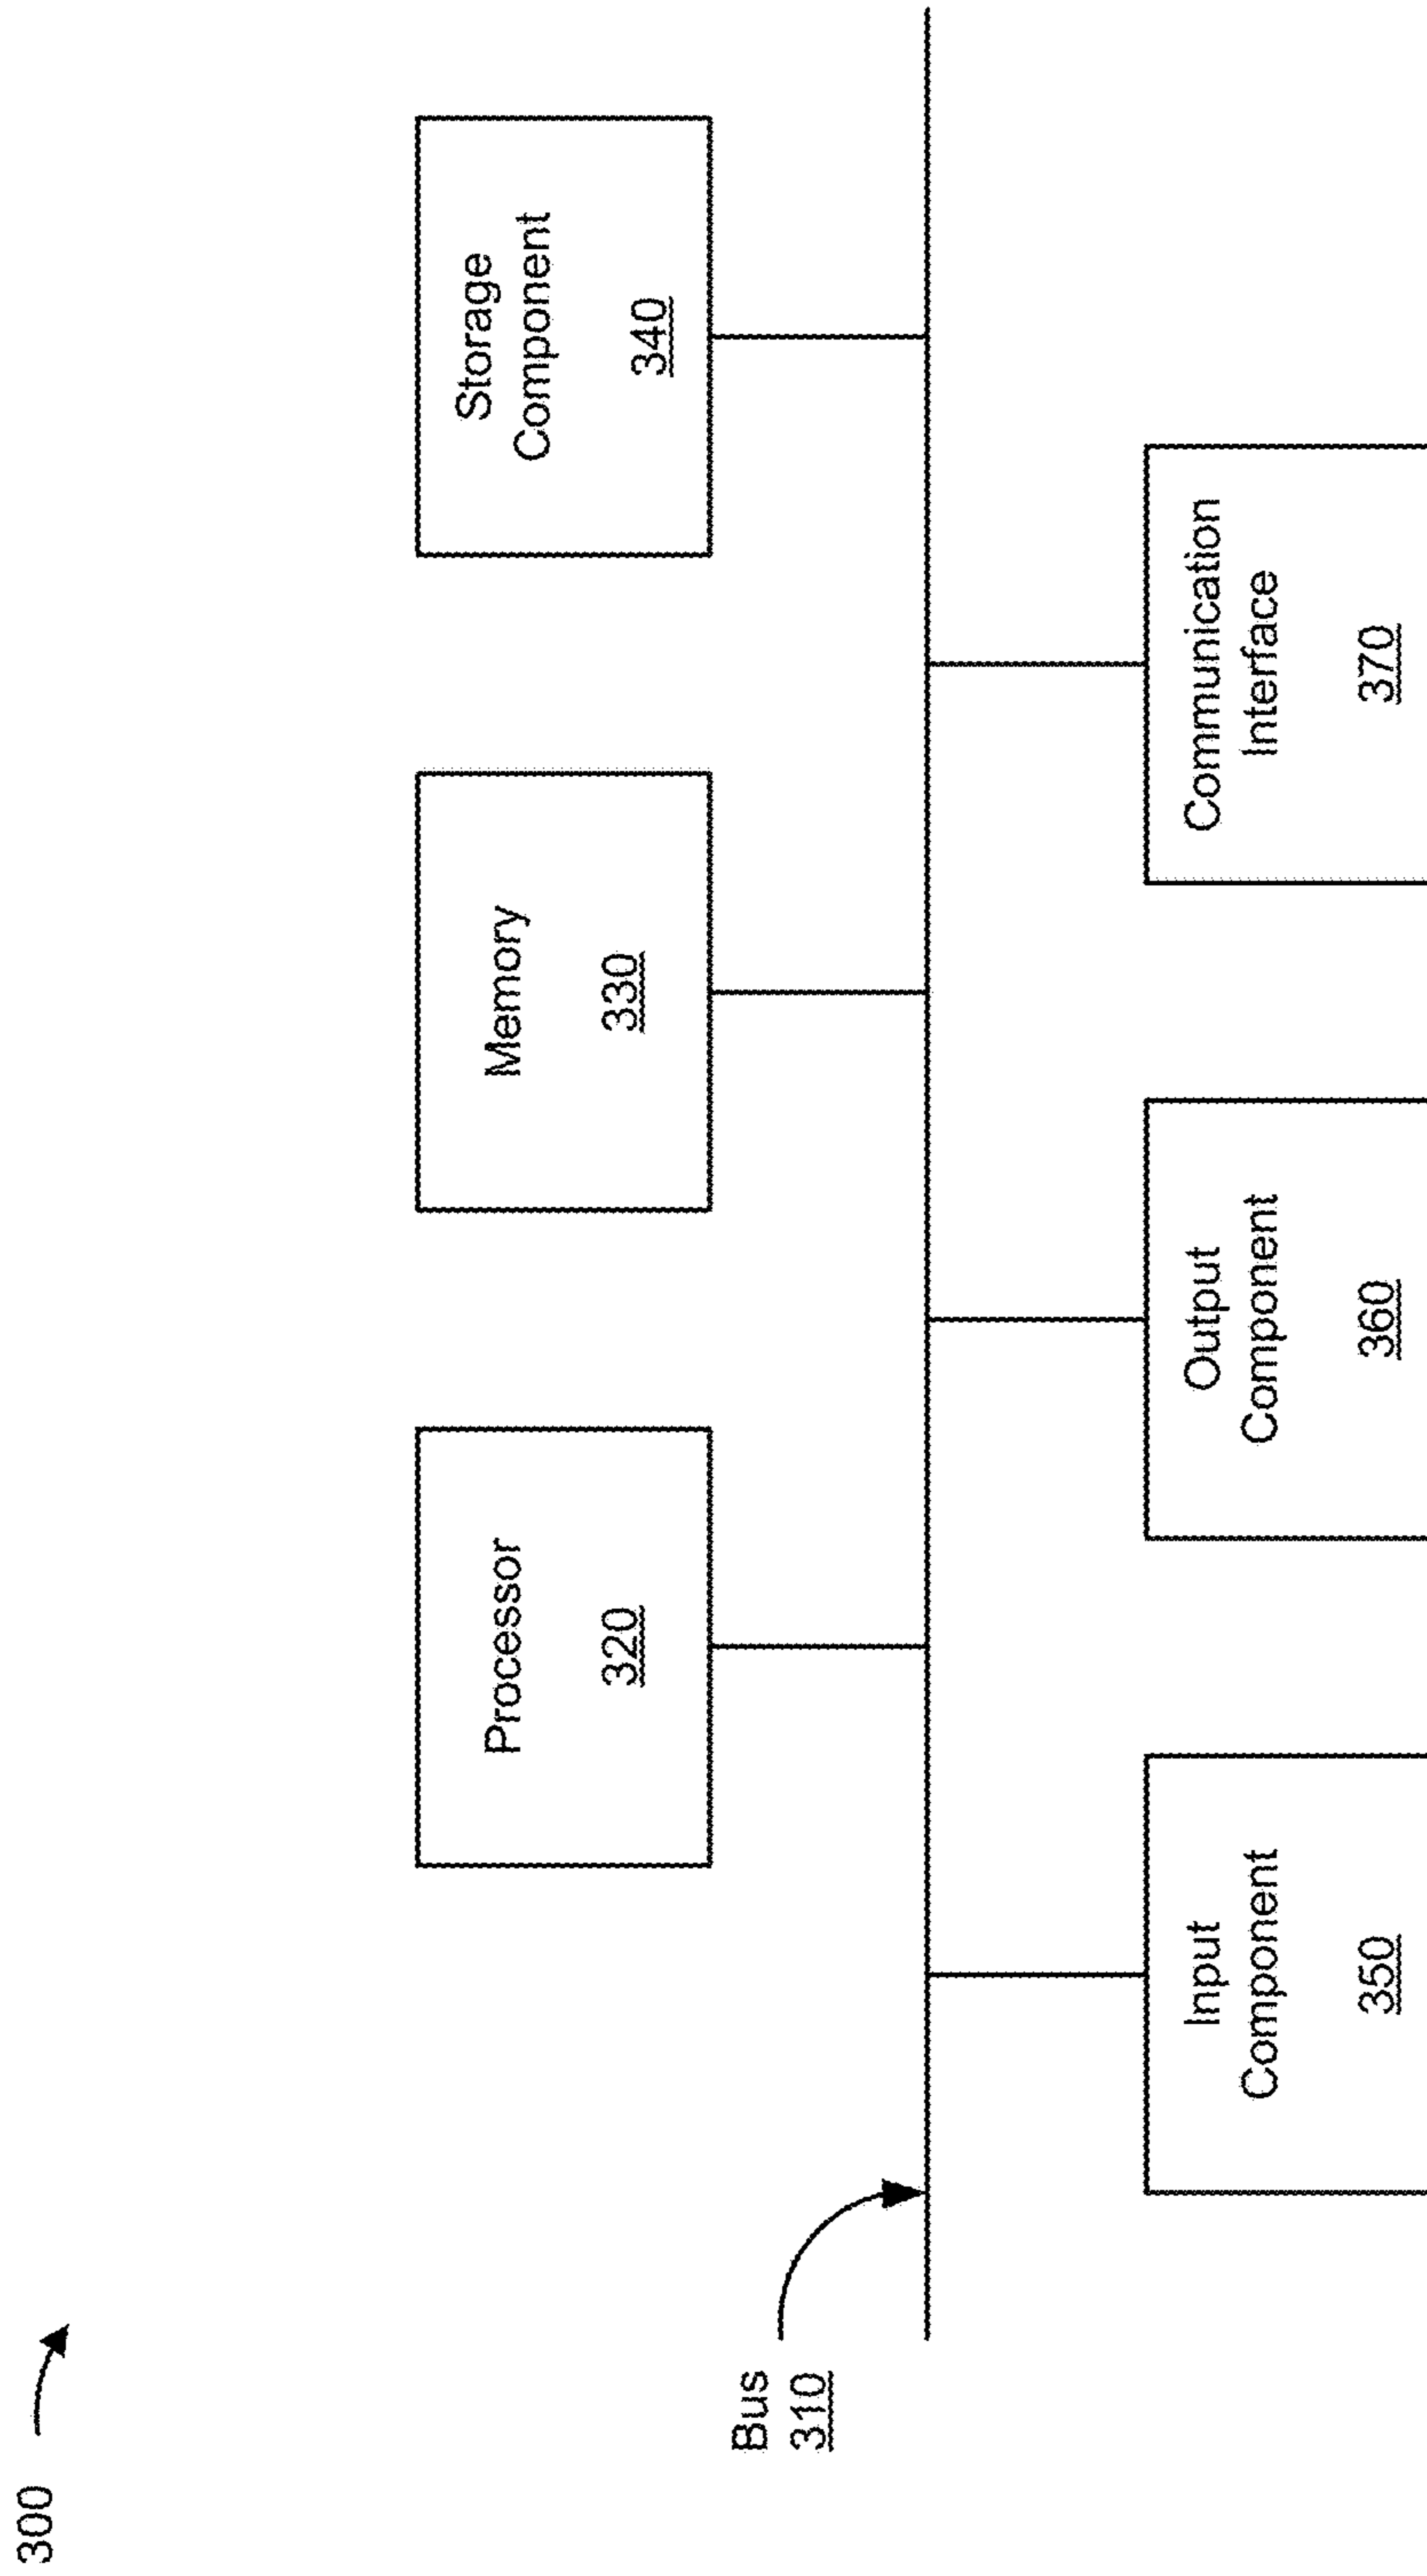 300
Processor
320
Memory
330
Storage
Component
340
Bus
310
Input
Component
350
Output
Component
360
Communication
Interface
370